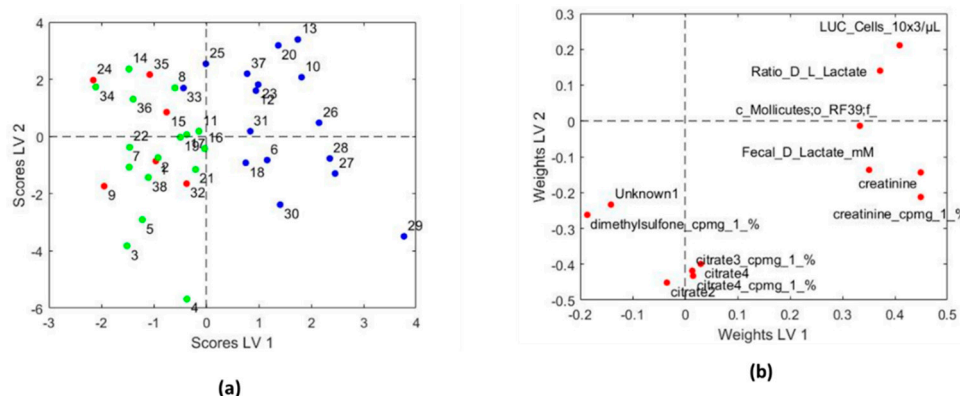 4
2
0
-2
-4
-6
-3 -2 -1 0 1 2 3 4
Scores LV 2
Scores LV 1
13
20
25
14
35
24
37
10
8
34
33
23
12
36
26
15
11
31
22
17
19
16
28
7
2
1
6
18
27
21
38
32
9
30
5
29
3
4
(a)
0.3
0.2
0.1
0
-0.1
-0.2
-0.3
-0.4
-0.5
-0.2 -0.1 0 0.1 0.2 0.3 0.4 0.5
Weights LV 2
Weights LV 1
LUC_Cells_10x3/μL
Ratio_D_L_Lactate
c_Mollicutes;o_RF39;f_
Fecal_D_Lactate_mM
creatinine
Unknown1
creatinine_cpmg_1_%
dimethylsulfone_cpmg_1_%
citrate3_cpmg_1_%
citrate4
citrate4_cpmg_1_%
citrate2
(b)